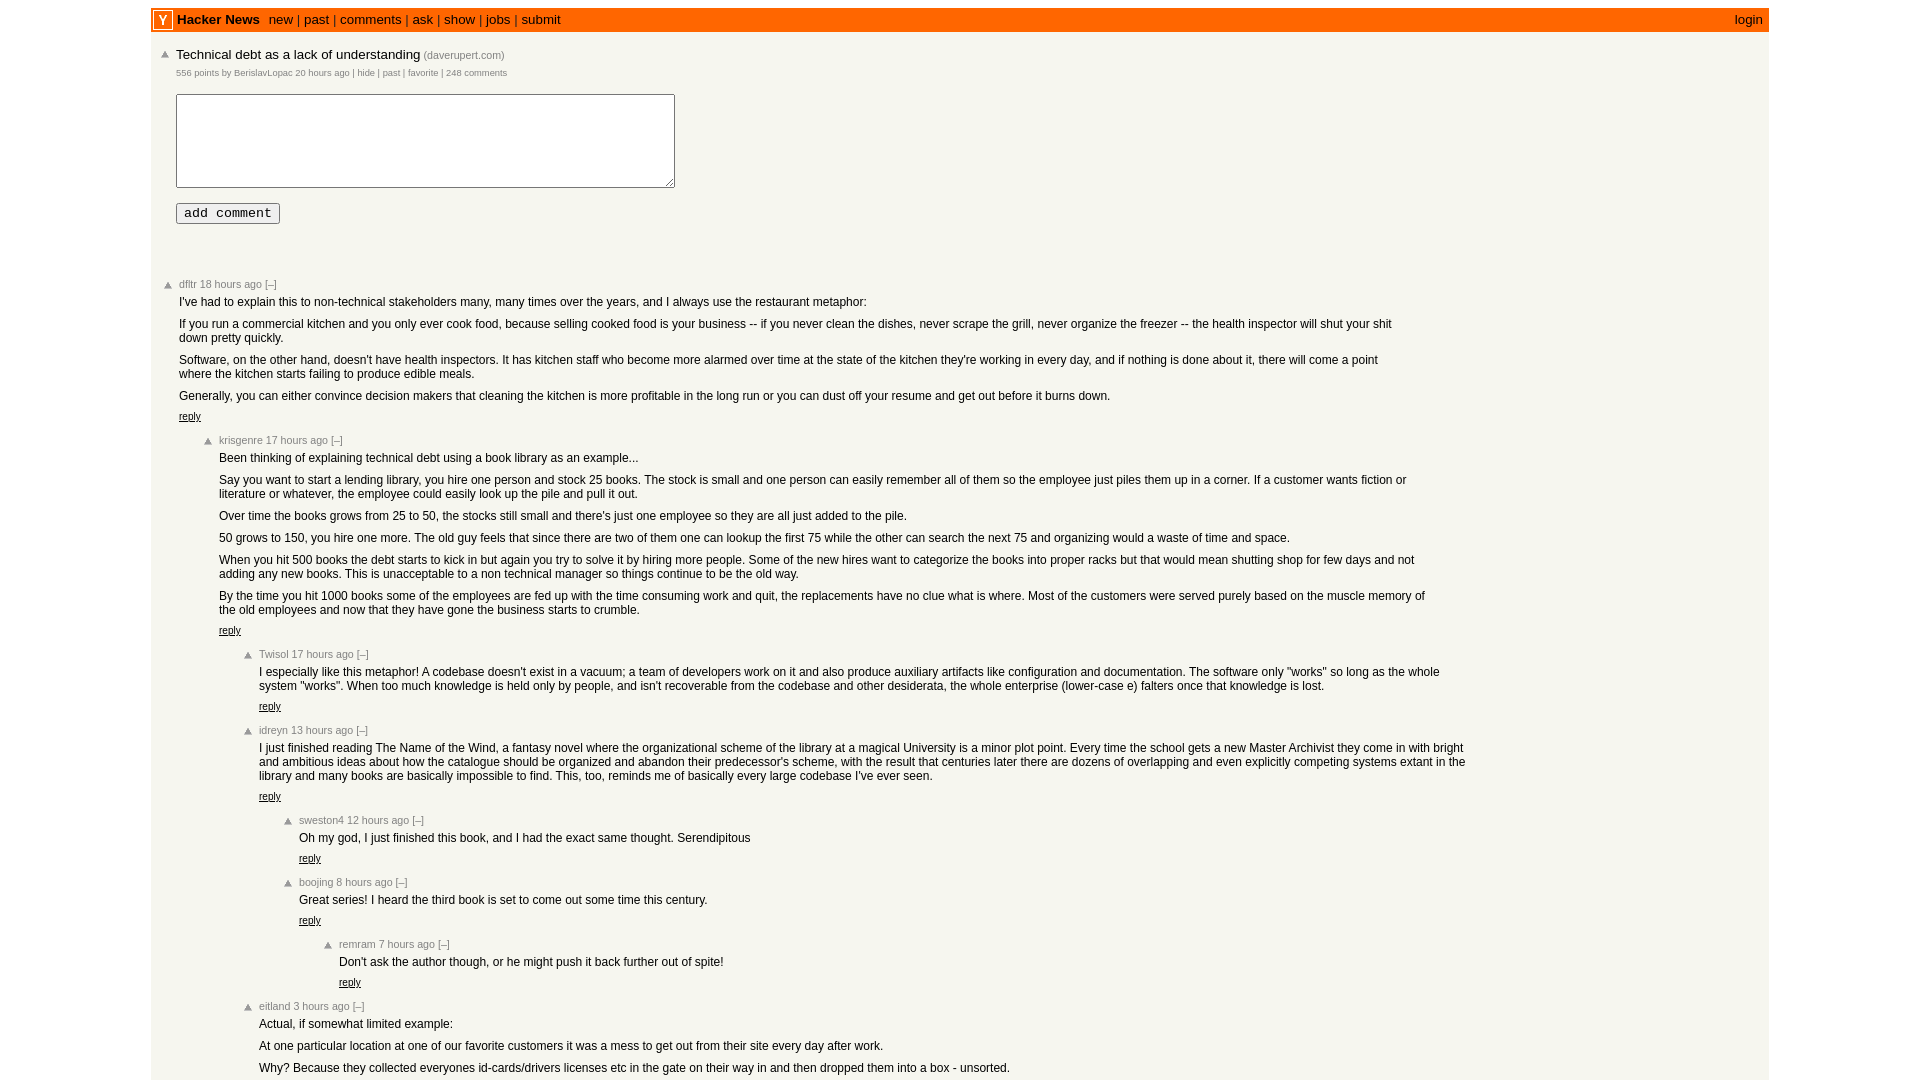 Y Hacker News new | past | comments | ask | show | jobs | submit login
Technical debt as a lack of understanding (daverupert.com)
556 points by BerislavLopac 20 hours ago | hide | past | favorite | 248 comments
add comment
dfltr 18 hours ago [–]
I've had to explain this to non-technical stakeholders many, many times over the years, and I always use the restaurant metaphor:
If you run a commercial kitchen and you only ever cook food, because selling cooked food is your business -- if you never clean the dishes, never scrape the grill, never organize the freezer -- the health inspector will shut your shit
down pretty quickly.
Software, on the other hand, doesn't have health inspectors. It has kitchen staff who become more alarmed over time at the state of the kitchen they're working in every day, and if nothing is done about it, there will come a point
where the kitchen starts failing to produce edible meals.
Generally, you can either convince decision makers that cleaning the kitchen is more profitable in the long run or you can dust off your resume and get out before it burns down.
reply
krisgenre 17 hours ago [–]
Been thinking of explaining technical debt using a book library as an example...
Say you want to start a lending library, you hire one person and stock 25 books. The stock is small and one person can easily remember all of them so the employee just piles them up in a corner. If a customer wants fiction or
literature or whatever, the employee could easily look up the pile and pull it out.
Over time the books grows from 25 to 50, the stocks still small and there's just one employee so they are all just added to the pile.
50 grows to 150, you hire one more. The old guy feels that since there are two of them one can lookup the first 75 while the other can search the next 75 and organizing would a waste of time and space.
When you hit 500 books the debt starts to kick in but again you try to solve it by hiring more people. Some of the new hires want to categorize the books into proper racks but that would mean shutting shop for few days and not
adding any new books. This is unacceptable to a non technical manager so things continue to be the old way.
By the time you hit 1000 books some of the employees are fed up with the time consuming work and quit, the replacements have no clue what is where. Most of the customers were served purely based on the muscle memory of
the old employees and now that they have gone the business starts to crumble.
reply
Twisol 17 hours ago [–]
I especially like this metaphor! A codebase doesn't exist in a vacuum; a team of developers work on it and also produce auxiliary artifacts like configuration and documentation. The software only "works" so long as the whole
system "works". When too much knowledge is held only by people, and isn't recoverable from the codebase and other desiderata, the whole enterprise (lower-case e) falters once that knowledge is lost.
reply
idreyn 13 hours ago [–]
I just finished reading The Name of the Wind, a fantasy novel where the organizational scheme of the library at a magical University is a minor plot point. Every time the school gets a new Master Archivist they come in with bright
and ambitious ideas about how the catalogue should be organized and abandon their predecessor's scheme, with the result that centuries later there are dozens of overlapping and even explicitly competing systems extant in the
library and many books are basically impossible to find. This, too, reminds me of basically every large codebase I've ever seen.
reply
sweston4 12 hours ago [–]
Oh my god, I just finished this book, and I had the exact same thought. Serendipitous
reply
boojing 8 hours ago [–]
Great series! I heard the third book is set to come out some time this century.
reply
remram 7 hours ago [–]
Don't ask the author though, or he might push it back further out of spite!
reply
eitland 3 hours ago [–]
Actual, if somewhat limited example:
At one particular location at one of our favorite customers it was a mess to get out from their site every day after work.
Why? Because they collected everyones id-cards/drivers licenses etc in the gate on their way in and then dropped them into a box - unsorted.